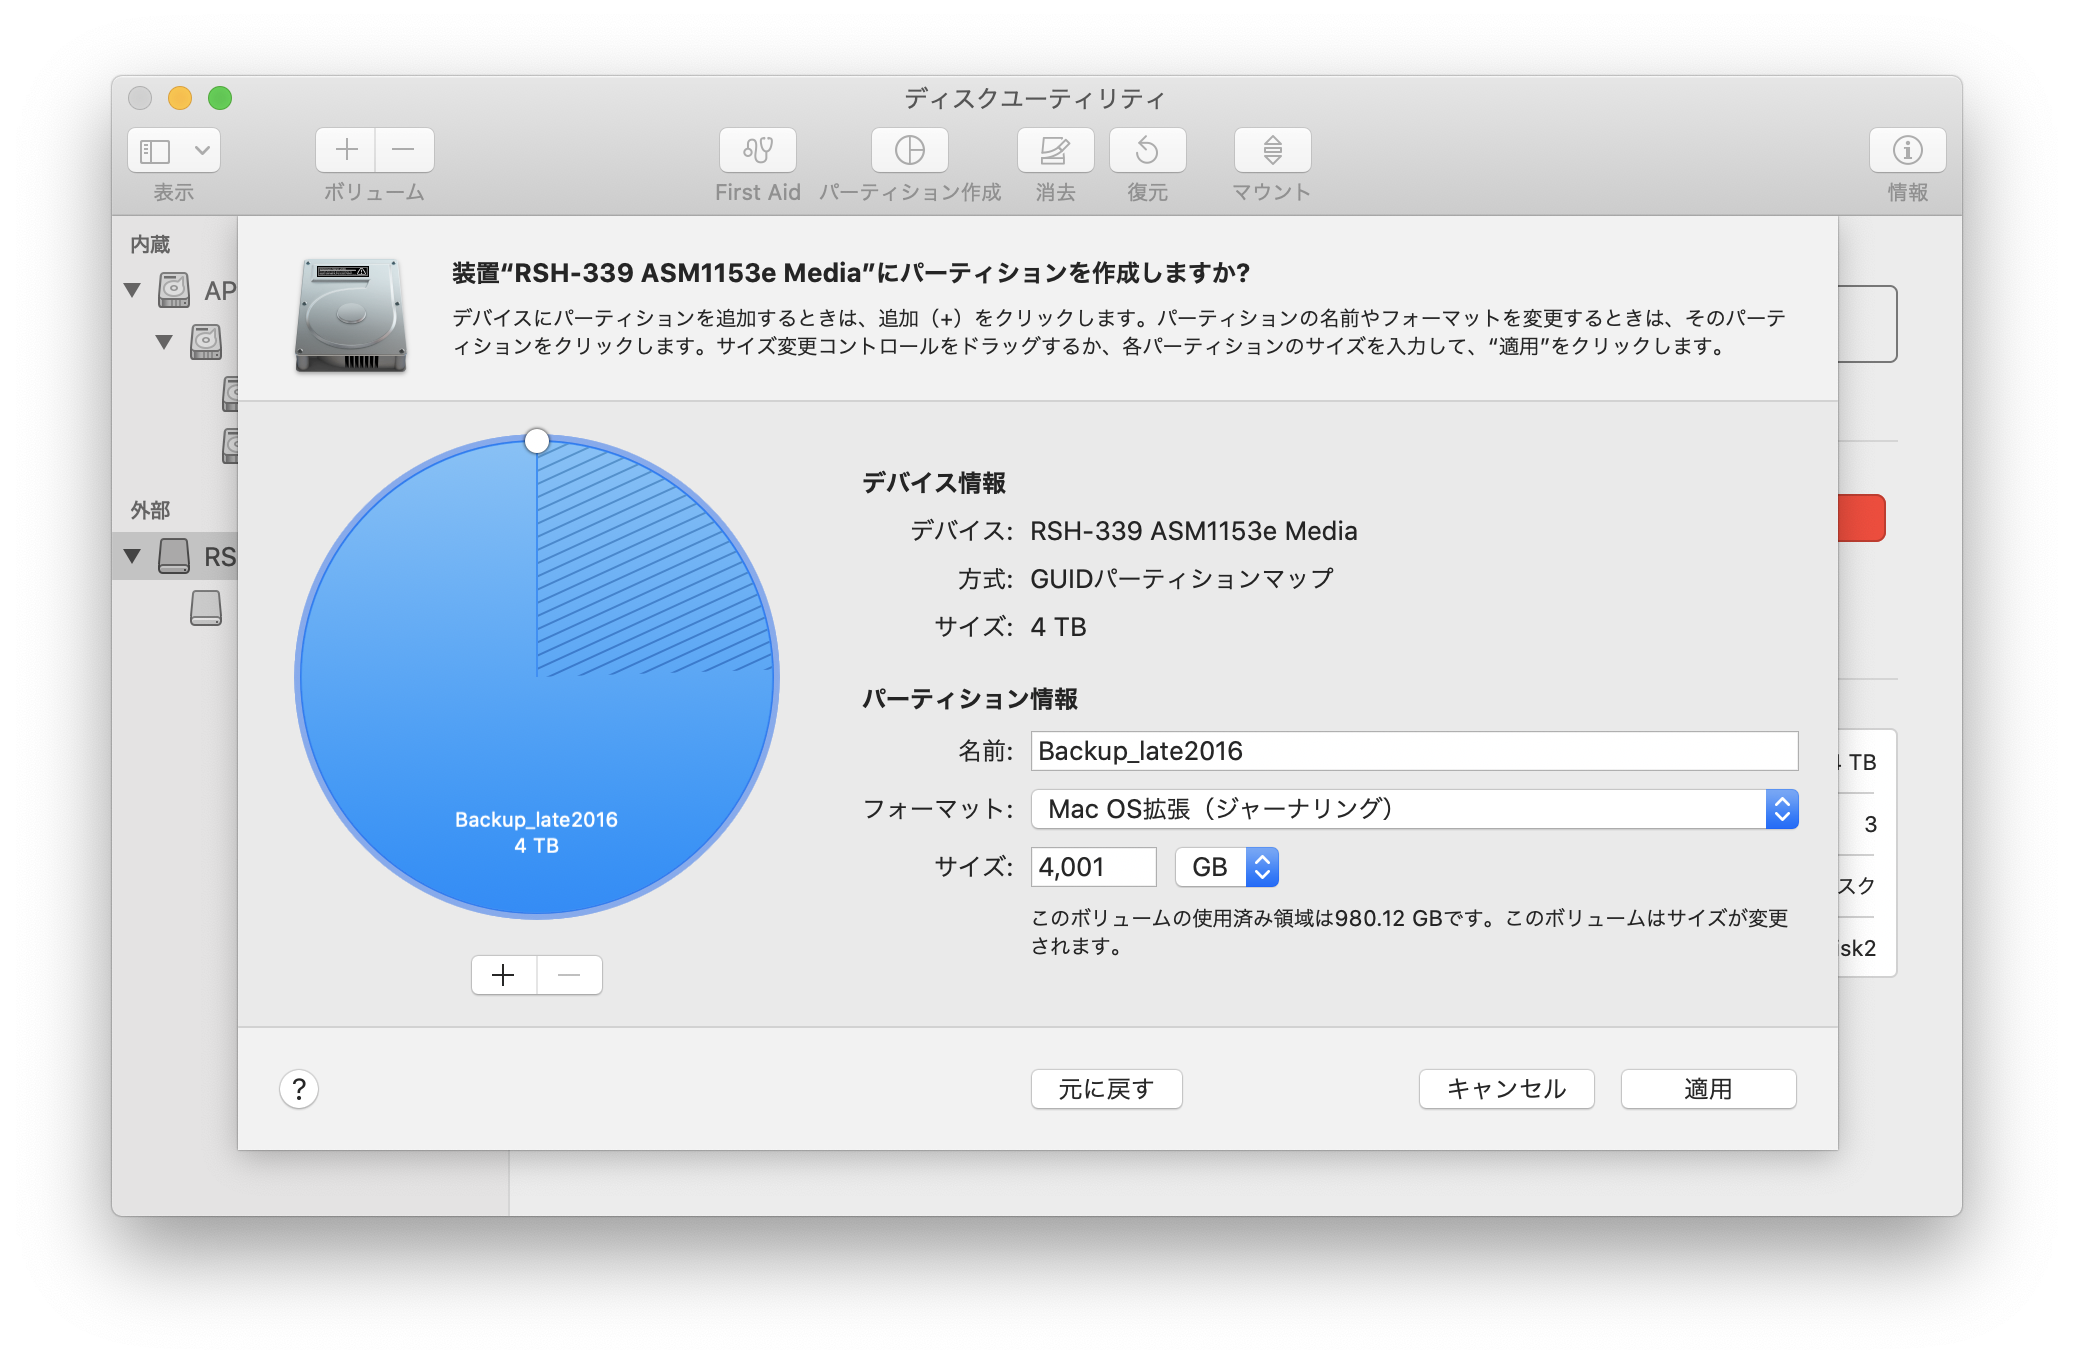 ディスクユーティリティ
表示
ボリューム
First Aid
パーティション作成
消去
復元
マウント
情報
内蔵
AP
外部
RS
装置“RSH-339 ASM1153e Media”にパーティションを作成しますか?
デバイスにパーティションを追加するときは、追加（+）をクリックします。パーティションの名前やフォーマットを変更するときは、そのパーテ
ィションをクリックします。サイズ変更コントロールをドラッグするか、各パーティションのサイズを入力して、“適用”をクリックします。
Backup_late2016
4 TB
デバイス情報
デバイス: RSH-339 ASM1153e Media
方式: GUIDパーティションマップ
サイズ: 4 TB
パーティション情報
名前: Backup_late2016
フォーマット: Mac OS拡張（ジャーナリング）
サイズ: 4,001 GB
このボリュームの使用済み領域は980.12 GBです。このボリュームはサイズが変更
されます。
TB
3
スク
isk2
?
元に戻す
キャンセル
適用